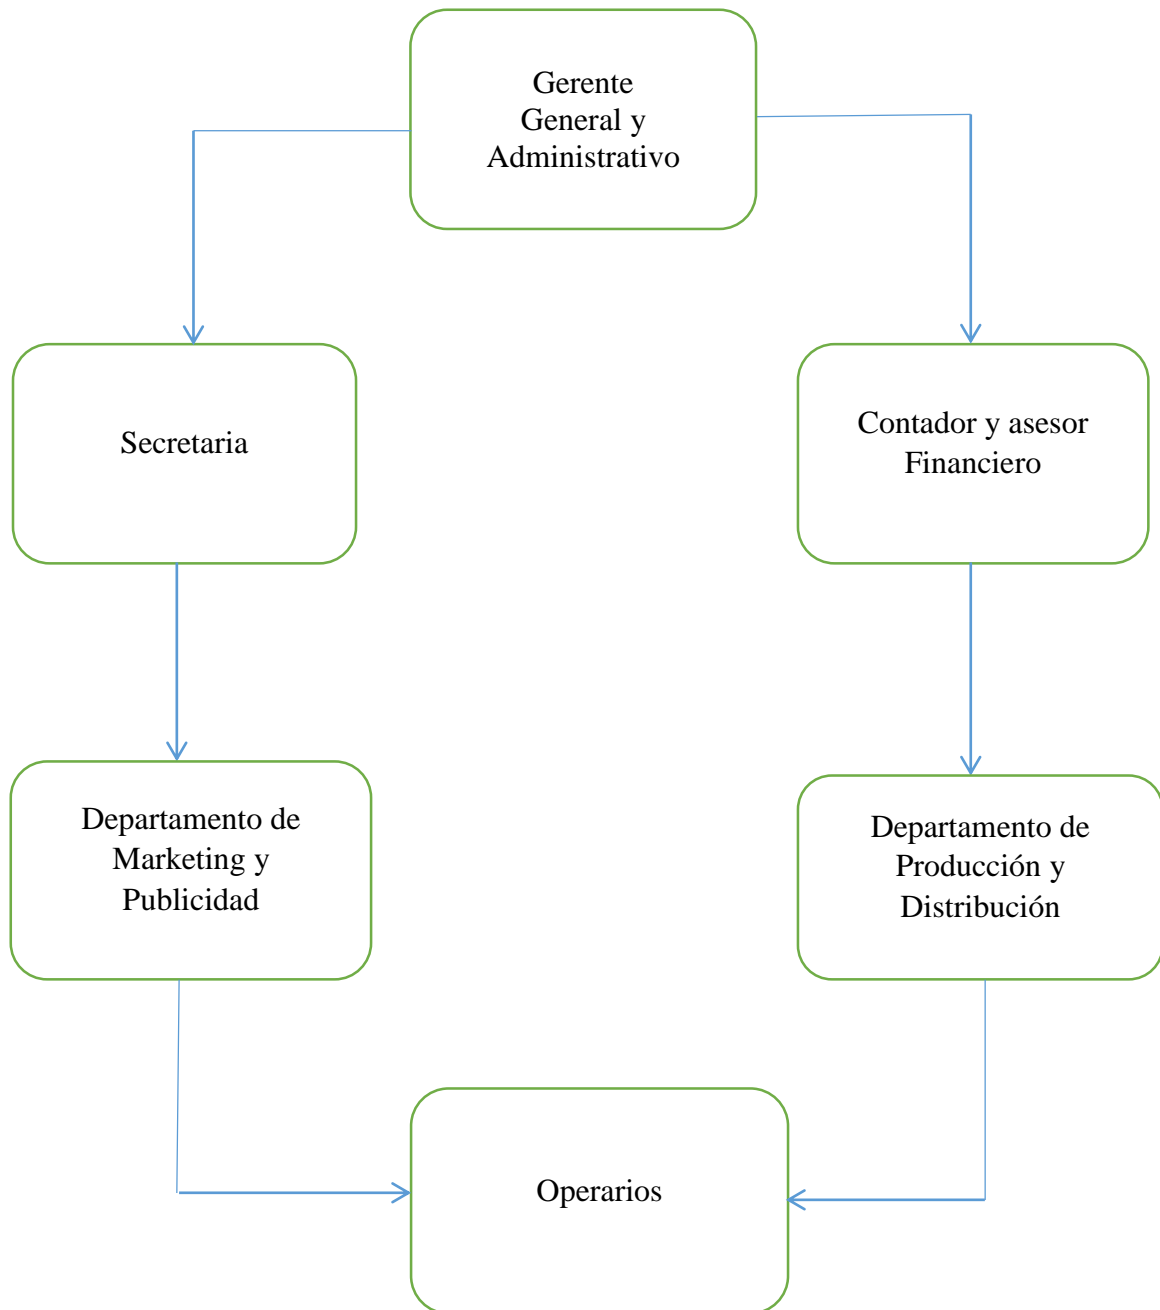 Gerente
General y
Administrativo
Secretaria
Contador y asesor
Financiero
Departamento de
Marketing y
Publicidad
Departamento de
Producción y
Distribución
Operarios